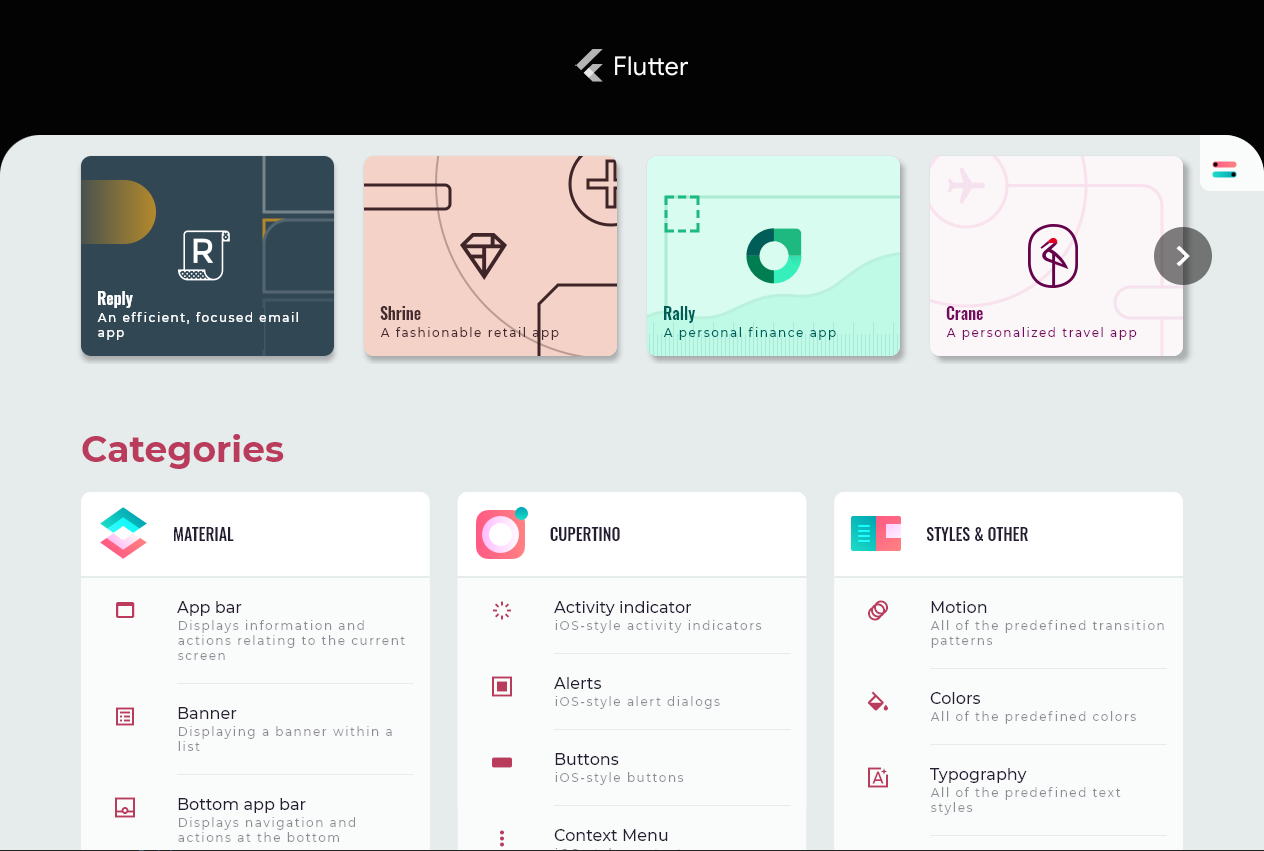 Flutter
Reply
An efficient, focused email
app
Shrine
A fashionable retail app
Rally
A personal finance app
Crane
A personalized travel app
Categories
MATERIAL
App bar
Displays information and
actions relating to the current
screen
Banner
Displaying a banner within a
list
Bottom app bar
Displays navigation and
actions at the bottom
CUPERTINO
Activity indicator
iOS-style activity indicators
Alerts
iOS-style alert dialogs
Buttons
iOS-style buttons
Context Menu
STYLES & OTHER
Motion
All of the predefined transition
patterns
Colors
All of the predefined colors
Typography
All of the predefined text
styles